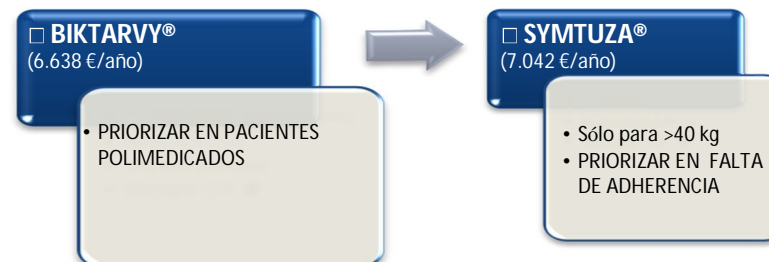 □ BIKTARVY®
(6.638 €/año)
• PRIORIZAR EN PACIENTES
POLIMEDICADOS
□ SYMTUZA®
(7.042 €/año)
• Sólo para >40 kg
• PRIORIZAR EN FALTA
DE ADHERENCIA